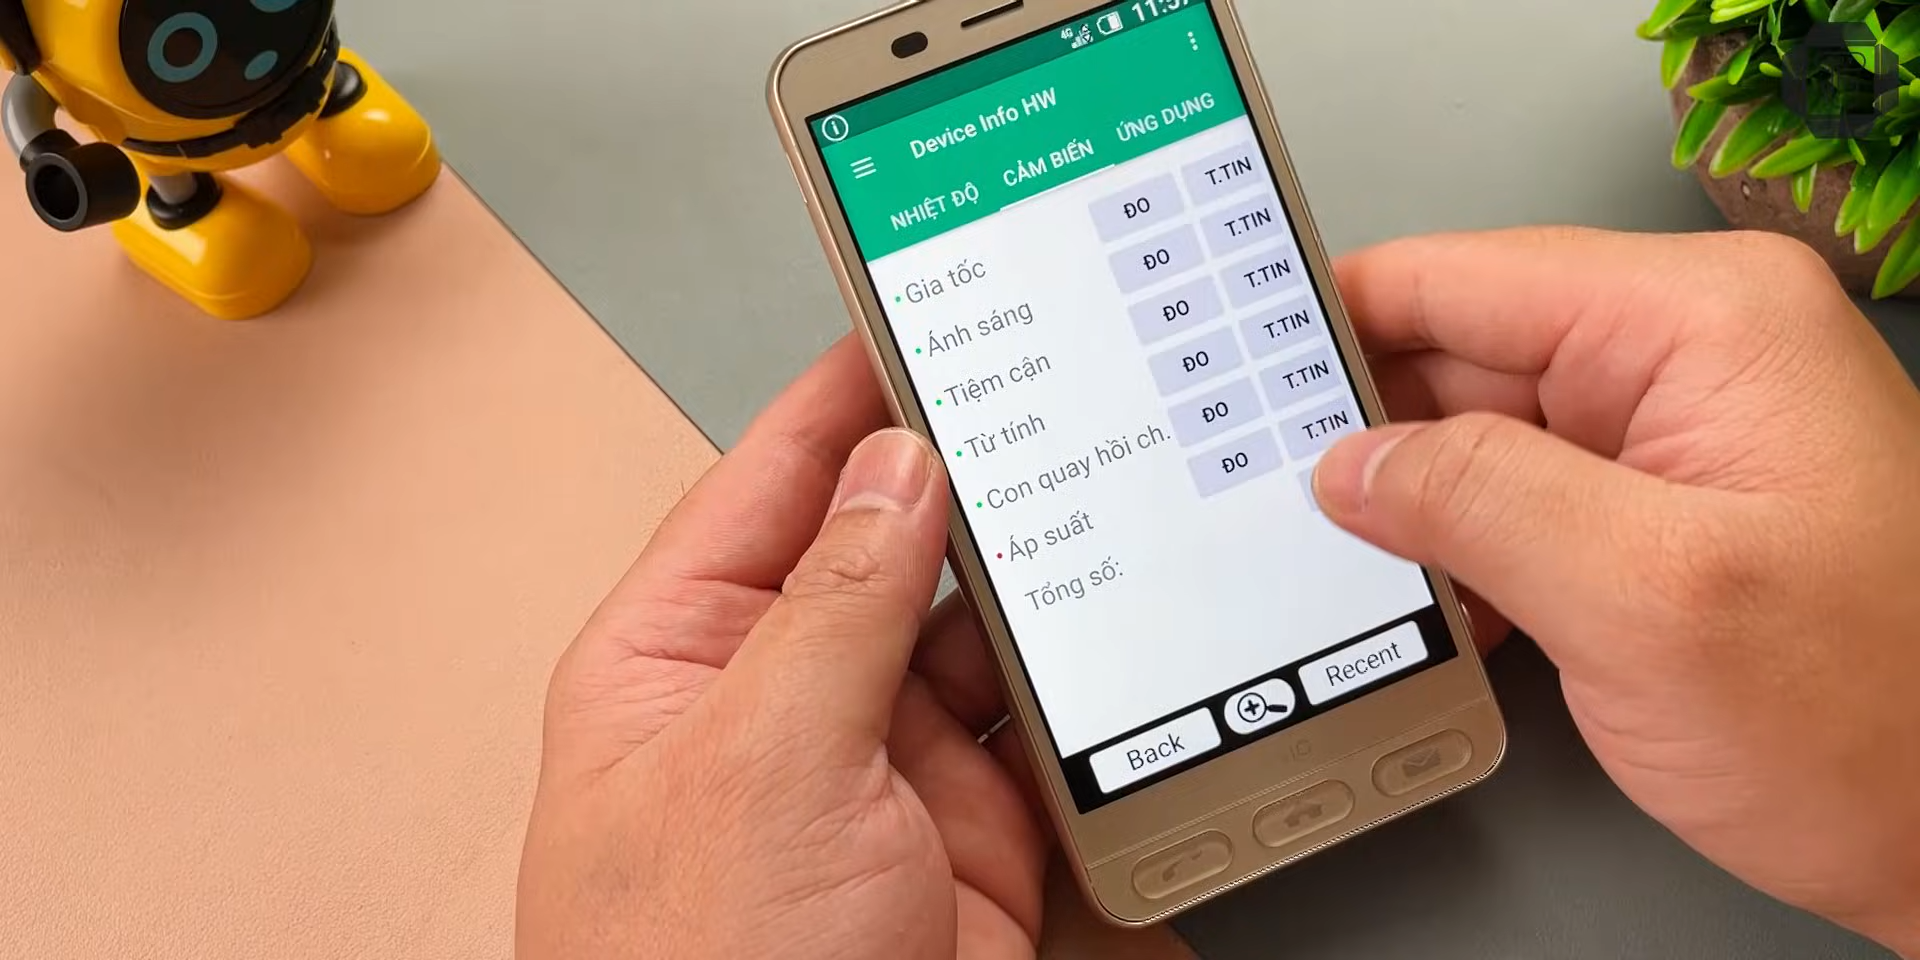 4G
11:57
Device Info HW
NHIỆT ĐỘ CẢM BIẾN ỨNG DỤNG
Gia tốc ĐO T.TIN
Ánh sáng ĐO T.TIN
Tiệm cận ĐO T.TIN
Từ tính ĐO T.TIN
Con quay hồi ch. ĐO T.TIN
Áp suất ĐO T.TIN
Tổng số:
Back Recent